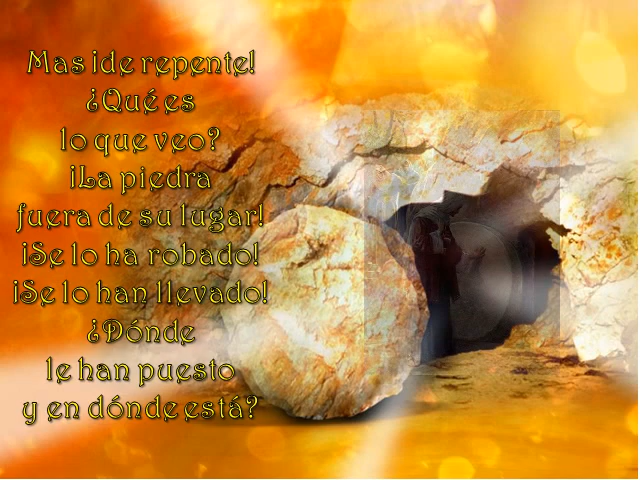 Mas ¡de repente!
¿Qué es
lo que veo?
¡La piedra
fuera de su lugar!
¡Se lo ha robado!
¡Se lo han llevado!
¿Dónde
le han puesto
y en dónde está?